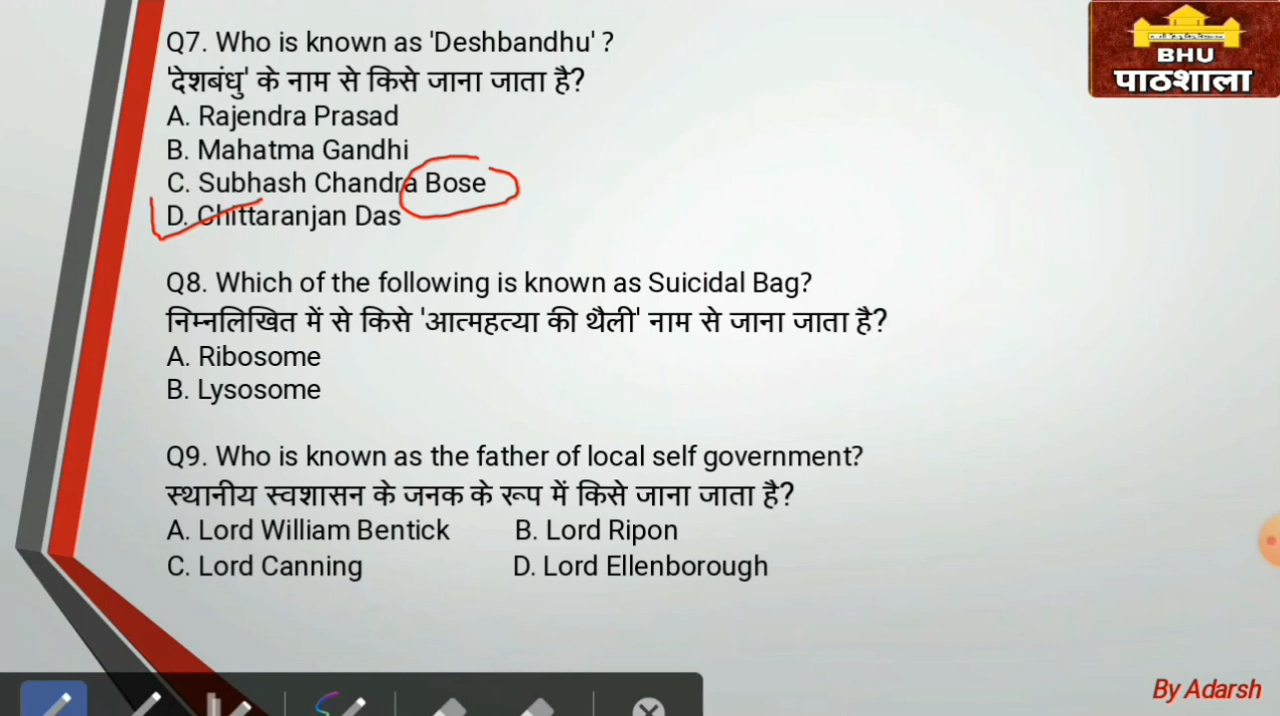 Q7. Who is known as 'Deshbandhu' ?
'देशबंधु' के नाम से किसे जाना जाता है?
A. Rajendra Prasad
B. Mahatma Gandhi
C. Subhash Chandra Bose
D. Chittaranjan Das
Q8. Which of the following is known as Suicidal Bag?
निम्नलिखित में से किसे 'आत्महत्या की थैली' नाम से जाना जाता है?
A. Ribosome
B. Lysosome
Q9. Who is known as the father of local self government?
स्थानीय स्वशासन के जनक के रूप में किसे जाना जाता है?
A. Lord William Bentick B. Lord Ripon
C. Lord Canning D. Lord Ellenborough
BHU
पाठशाला
By Adarsh